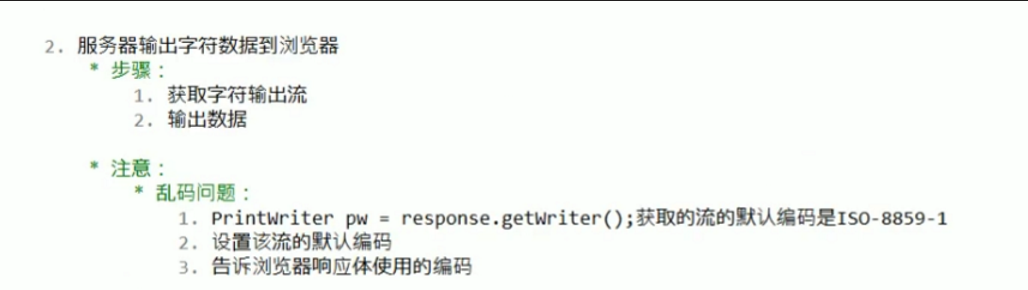 2. 服务器输出字符数据到浏览器
* 步骤：
1. 获取字符输出流
2. 输出数据
* 注意：
* 乱码问题：
1. PrintWriter pw = response.getWriter();获取的流的默认编码是ISO-8859-1
2. 设置该流的默认编码
3. 告诉浏览器响应体使用的编码